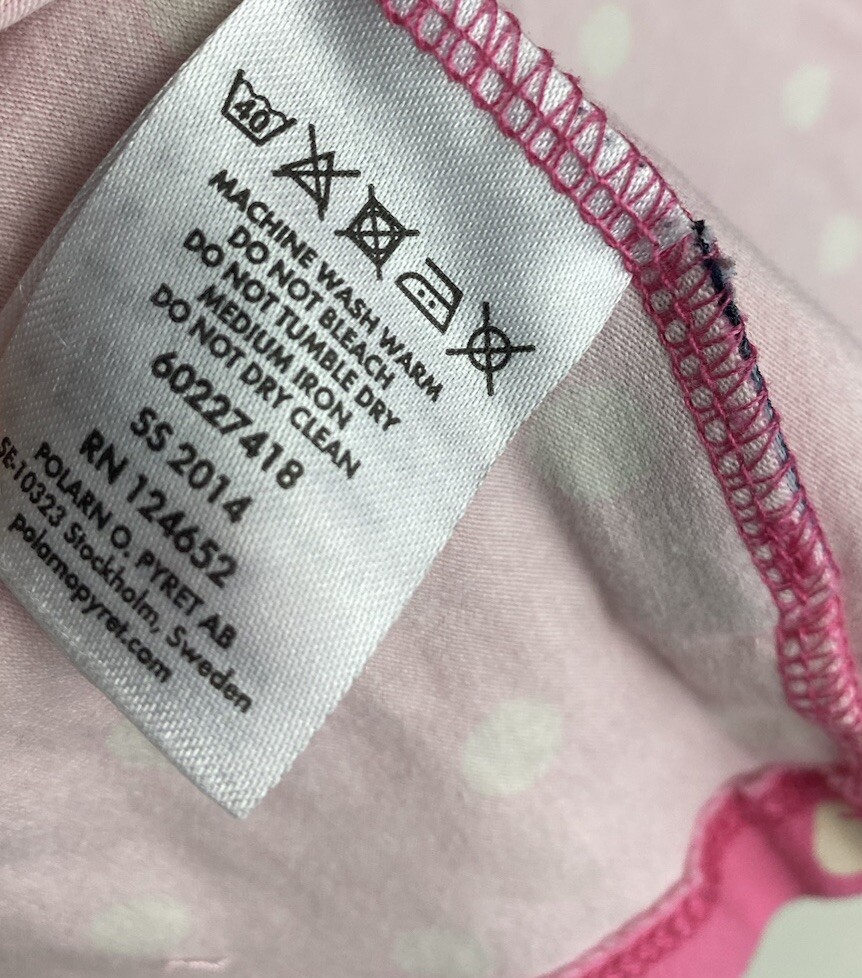 40
MACHINE WASH WARM
DO NOT BLEACH
DO NOT TUMBLE DRY
MEDIUM IRON
DO NOT DRY CLEAN
60227418
SS 2014
RN 124652
POLARN O. PYRET AB
SE-10323 Stockholm, Sweden
polarnopyret.com